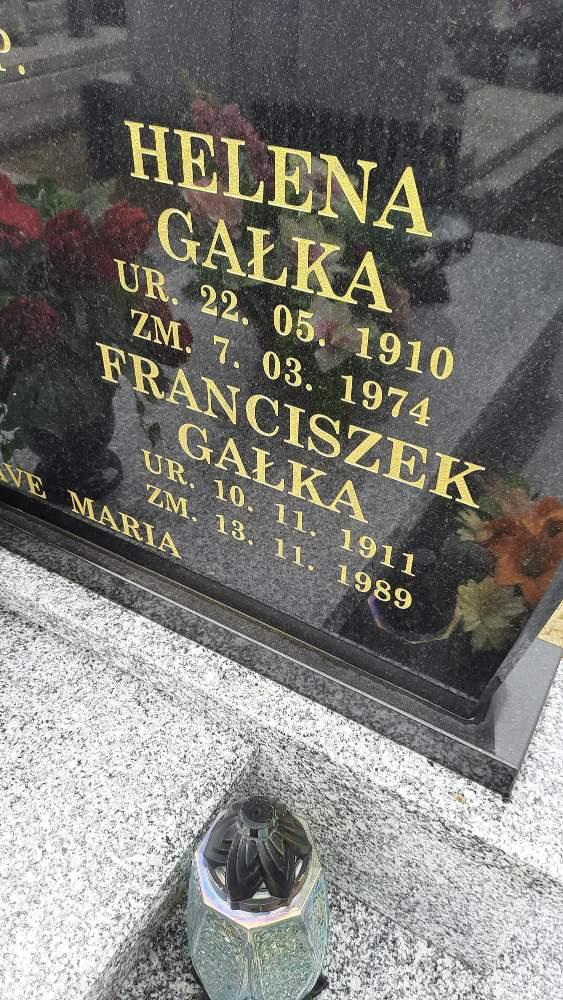 P.
HELENA
GAŁKA
UR. 22. 05. 1910
ZM. 7. 03. 1974
FRANCISZEK
GAŁKA
UR. 10. 11. 1911
ZM. 13. 11. 1989
AVE MARIA